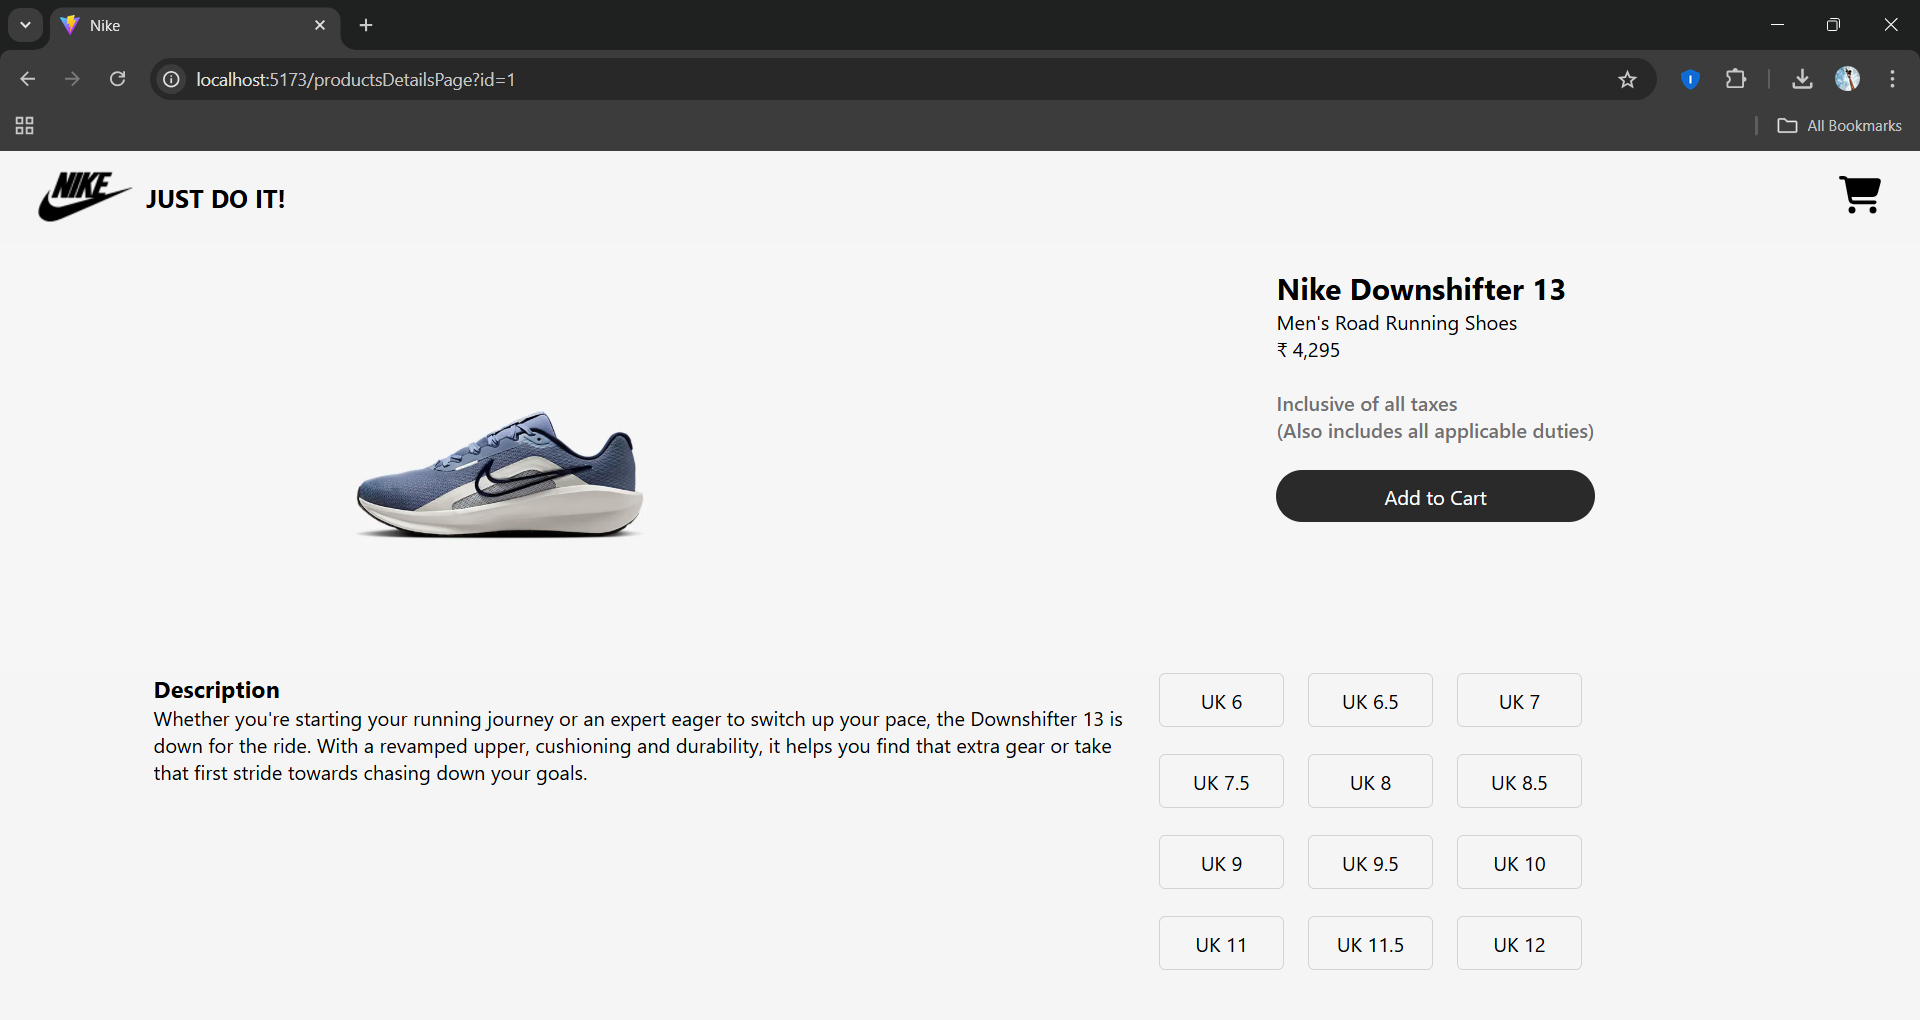 Nike
localhost:5173/productsDetailsPage?id=1
All Bookmarks
NIKE
JUST DO IT!
Nike Downshifter 13
Men's Road Running Shoes
₹ 4,295
Inclusive of all taxes
(Also includes all applicable duties)
Add to Cart
Description
Whether you're starting your running journey or an expert eager to switch up your pace, the Downshifter 13 is
down for the ride. With a revamped upper, cushioning and durability, it helps you find that extra gear or take
that first stride towards chasing down your goals.
UK 6 UK 6.5 UK 7
UK 7.5 UK 8 UK 8.5
UK 9 UK 9.5 UK 10
UK 11 UK 11.5 UK 12